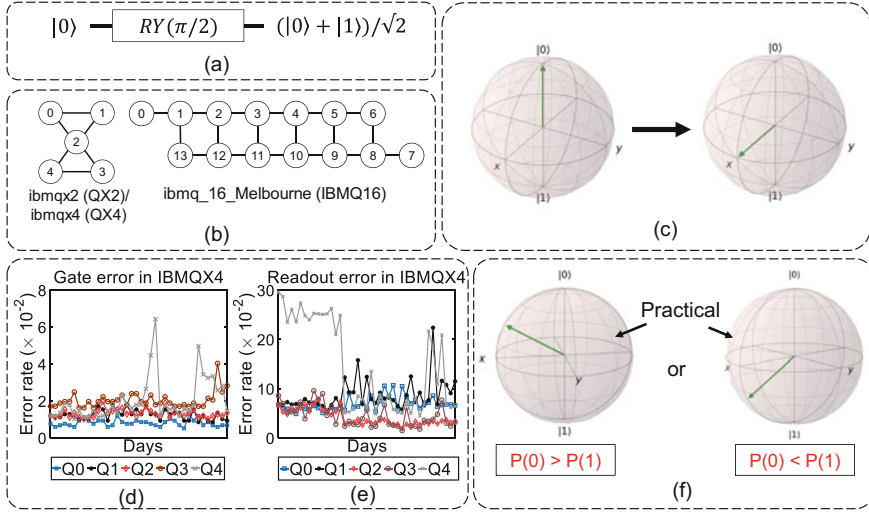 |0⟩ RY(π/2) (|0⟩ + |1⟩)/√2
(a)
0 1
2
4 3
ibmqx2 (QX2)/
ibmqx4 (QX4)
0 1 2 3 4 5 6
13 12 11 10 9 8 7
ibmq_16_Melbourne (IBMQ16)
(b)
|0⟩ |0⟩
x y x y
|1⟩ |1⟩
(c)
Gate error in IBMQX4
Error rate (× 10⁻²)
8
6
4
2
0
Days
Q0 Q1 Q2 Q3 Q4
(d)
Readout error in IBMQX4
Error rate (× 10⁻²)
30
20
10
0
Days
Q0 Q1 Q2 Q3 Q4
(e)
|0⟩ |0⟩
Practical
x y or x y
|1⟩ |1⟩
P(0) > P(1) P(0) < P(1)
(f)